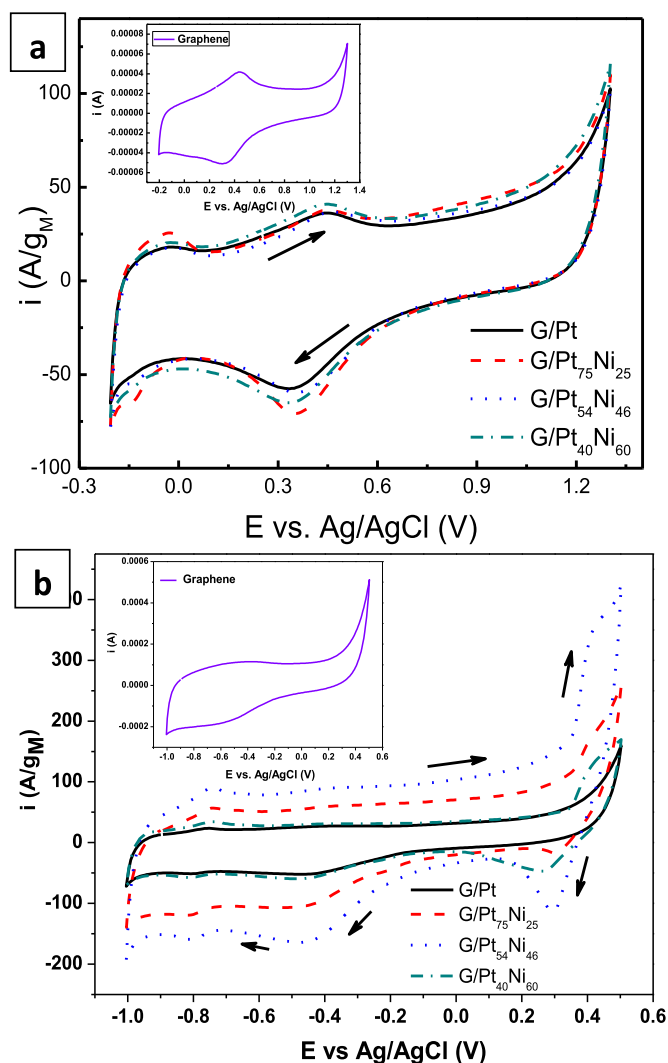 a
0.00008
0.00006
0.00004
0.00002
0.00000
-0.00002
-0.00004
-0.00006
i (A)
Graphene
-0.2 0.0 0.2 0.4 0.6 0.8 1.0 1.2 1.4
E vs. Ag/AgCl (V)
100
50
0
-50
-100
i (A/gM)
G/Pt
G/Pt75Ni25
G/Pt54Ni46
G/Pt40Ni60
-0.3 0.0 0.3 0.6 0.9 1.2
E vs. Ag/AgCl (V)
b
0.0006
0.0004
0.0002
0.0000
-0.0002
i (A)
Graphene
-1.0 -0.8 -0.6 -0.4 -0.2 0.0 0.2 0.4 0.6
E vs. Ag/AgCl (V)
300
200
100
0
-100
-200
i (A/gM)
G/Pt
G/Pt75Ni25
G/Pt54Ni46
G/Pt40Ni60
-1.0 -0.8 -0.6 -0.4 -0.2 0.0 0.2 0.4 0.6
E vs Ag/AgCl (V)